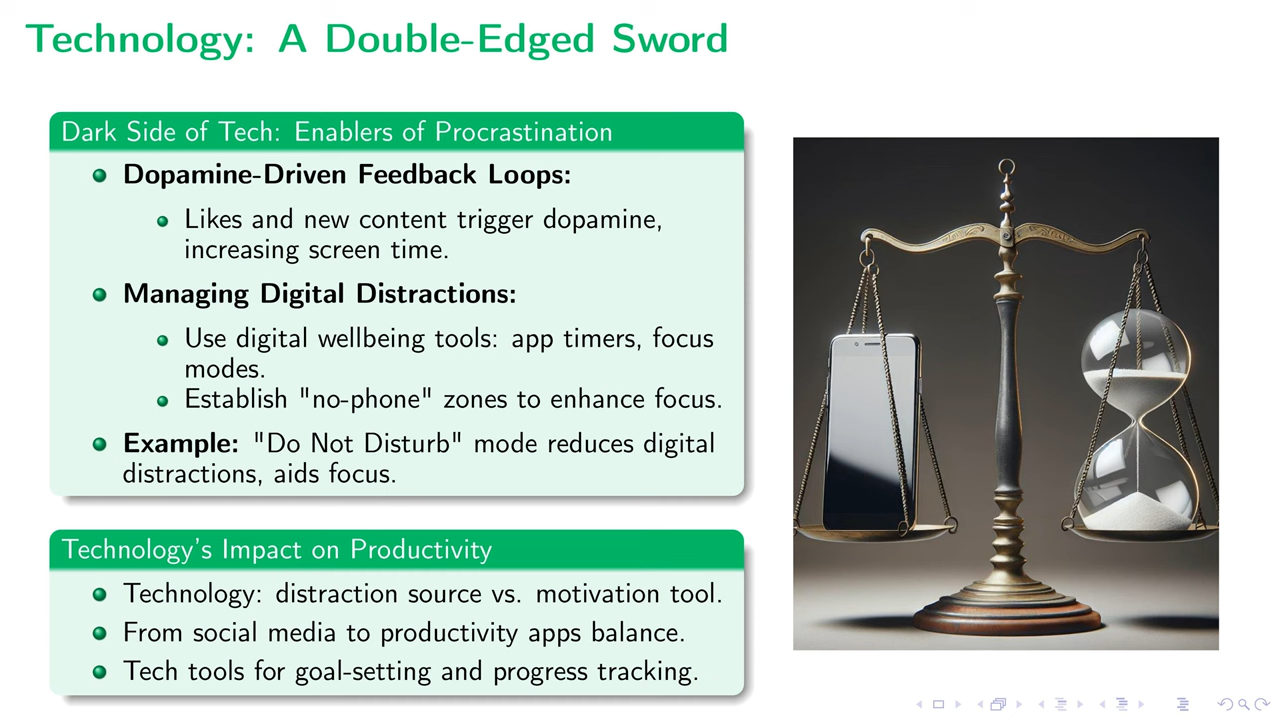 Technology: A Double-Edged Sword
Dark Side of Tech: Enablers of Procrastination
Dopamine-Driven Feedback Loops:
Likes and new content trigger dopamine,
increasing screen time.
Managing Digital Distractions:
Use digital wellbeing tools: app timers, focus
modes.
Establish "no-phone" zones to enhance focus.
Example: "Do Not Disturb" mode reduces digital
distractions, aids focus.
Technology's Impact on Productivity
Technology: distraction source vs. motivation tool.
From social media to productivity apps balance.
Tech tools for goal-setting and progress tracking.